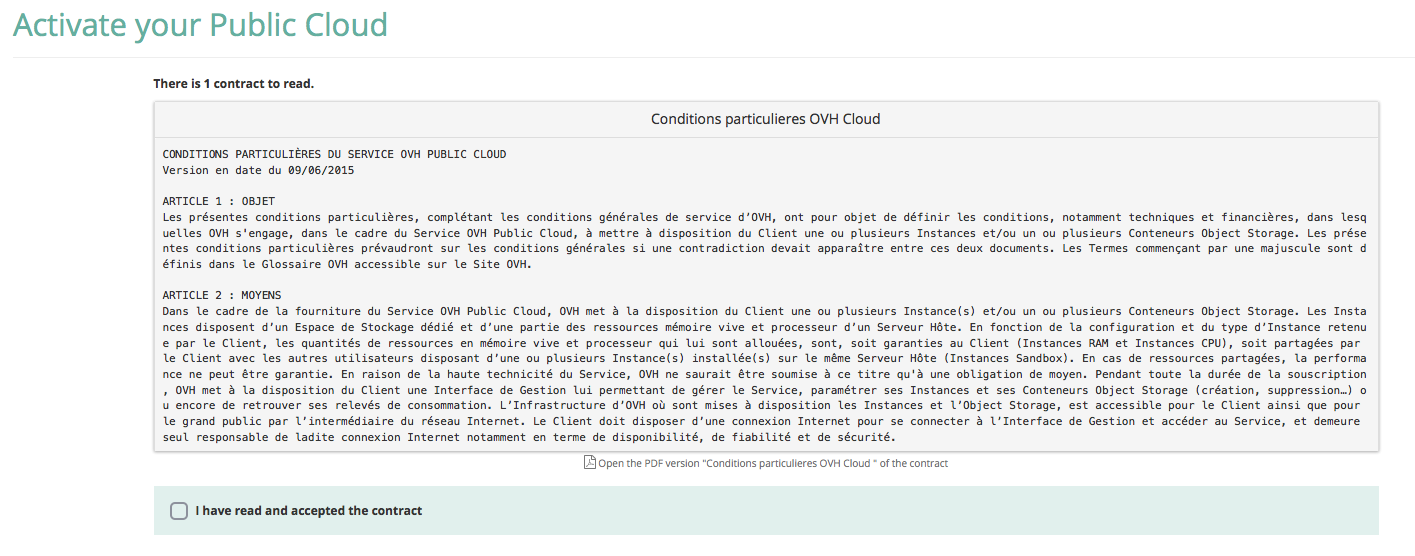 Activate your Public Cloud
There is 1 contract to read.
Conditions particulieres OVH Cloud
CONDITIONS PARTICULIÈRES DU SERVICE OVH PUBLIC CLOUD
Version en date du 09/06/2015
ARTICLE 1 : OBJET
Les présentes conditions particulières, complétant les conditions générales de service d’OVH, ont pour objet de définir les conditions, notamment techniques et financières, dans lesq
uelles OVH s'engage, dans le cadre du Service OVH Public Cloud, à mettre à disposition du Client une ou plusieurs Instances et/ou un ou plusieurs Conteneurs Object Storage. Les prése
ntes conditions particulières prévaudront sur les conditions générales si une contradiction devait apparaître entre ces deux documents. Les Termes commençant par une majuscule sont d
éfinis dans le Glossaire OVH accessible sur le Site OVH.
ARTICLE 2 : MOYENS
Dans le cadre de la fourniture du Service OVH Public Cloud, OVH met à la disposition du Client une ou plusieurs Instance(s) et/ou un ou plusieurs Conteneurs Object Storage. Les Insta
nces disposent d’un Espace de Stockage dédié et d’une partie des ressources mémoire vive et processeur d’un Serveur Hôte. En fonction de la configuration et du type d’Instance retenu
e par le Client, les quantités de ressources en mémoire vive et processeur qui lui sont allouées, sont, soit garanties au Client (Instances RAM et Instances CPU), soit partagées par
le Client avec les autres utilisateurs disposant d’une ou plusieurs Instance(s) installée(s) sur le même Serveur Hôte (Instances Sandbox). En cas de ressources partagées, la performa
nce ne peut être garantie. En raison de la haute technicité du Service, OVH ne saurait être soumise à ce titre qu'à une obligation de moyen. Pendant toute la durée de la souscription
, OVH met à la disposition du Client une Interface de Gestion lui permettant de gérer le Service, paramétrer ses Instances et ses Conteneurs Object Storage (création, suppression…) o
u encore de retrouver ses relevés de consommation. L’Infrastructure d’OVH où sont mises à disposition les Instances et l’Object Storage, est accessible pour le Client ainsi que pour
le grand public par l’intermédiaire du réseau Internet. Le Client doit disposer d’une connexion Internet pour se connecter à l’Interface de Gestion et accéder au Service, et demeure
seul responsable de ladite connexion Internet notamment en terme de disponibilité, de fiabilité et de sécurité.
Open the PDF version "Conditions particulieres OVH Cloud " of the contract
I have read and accepted the contract